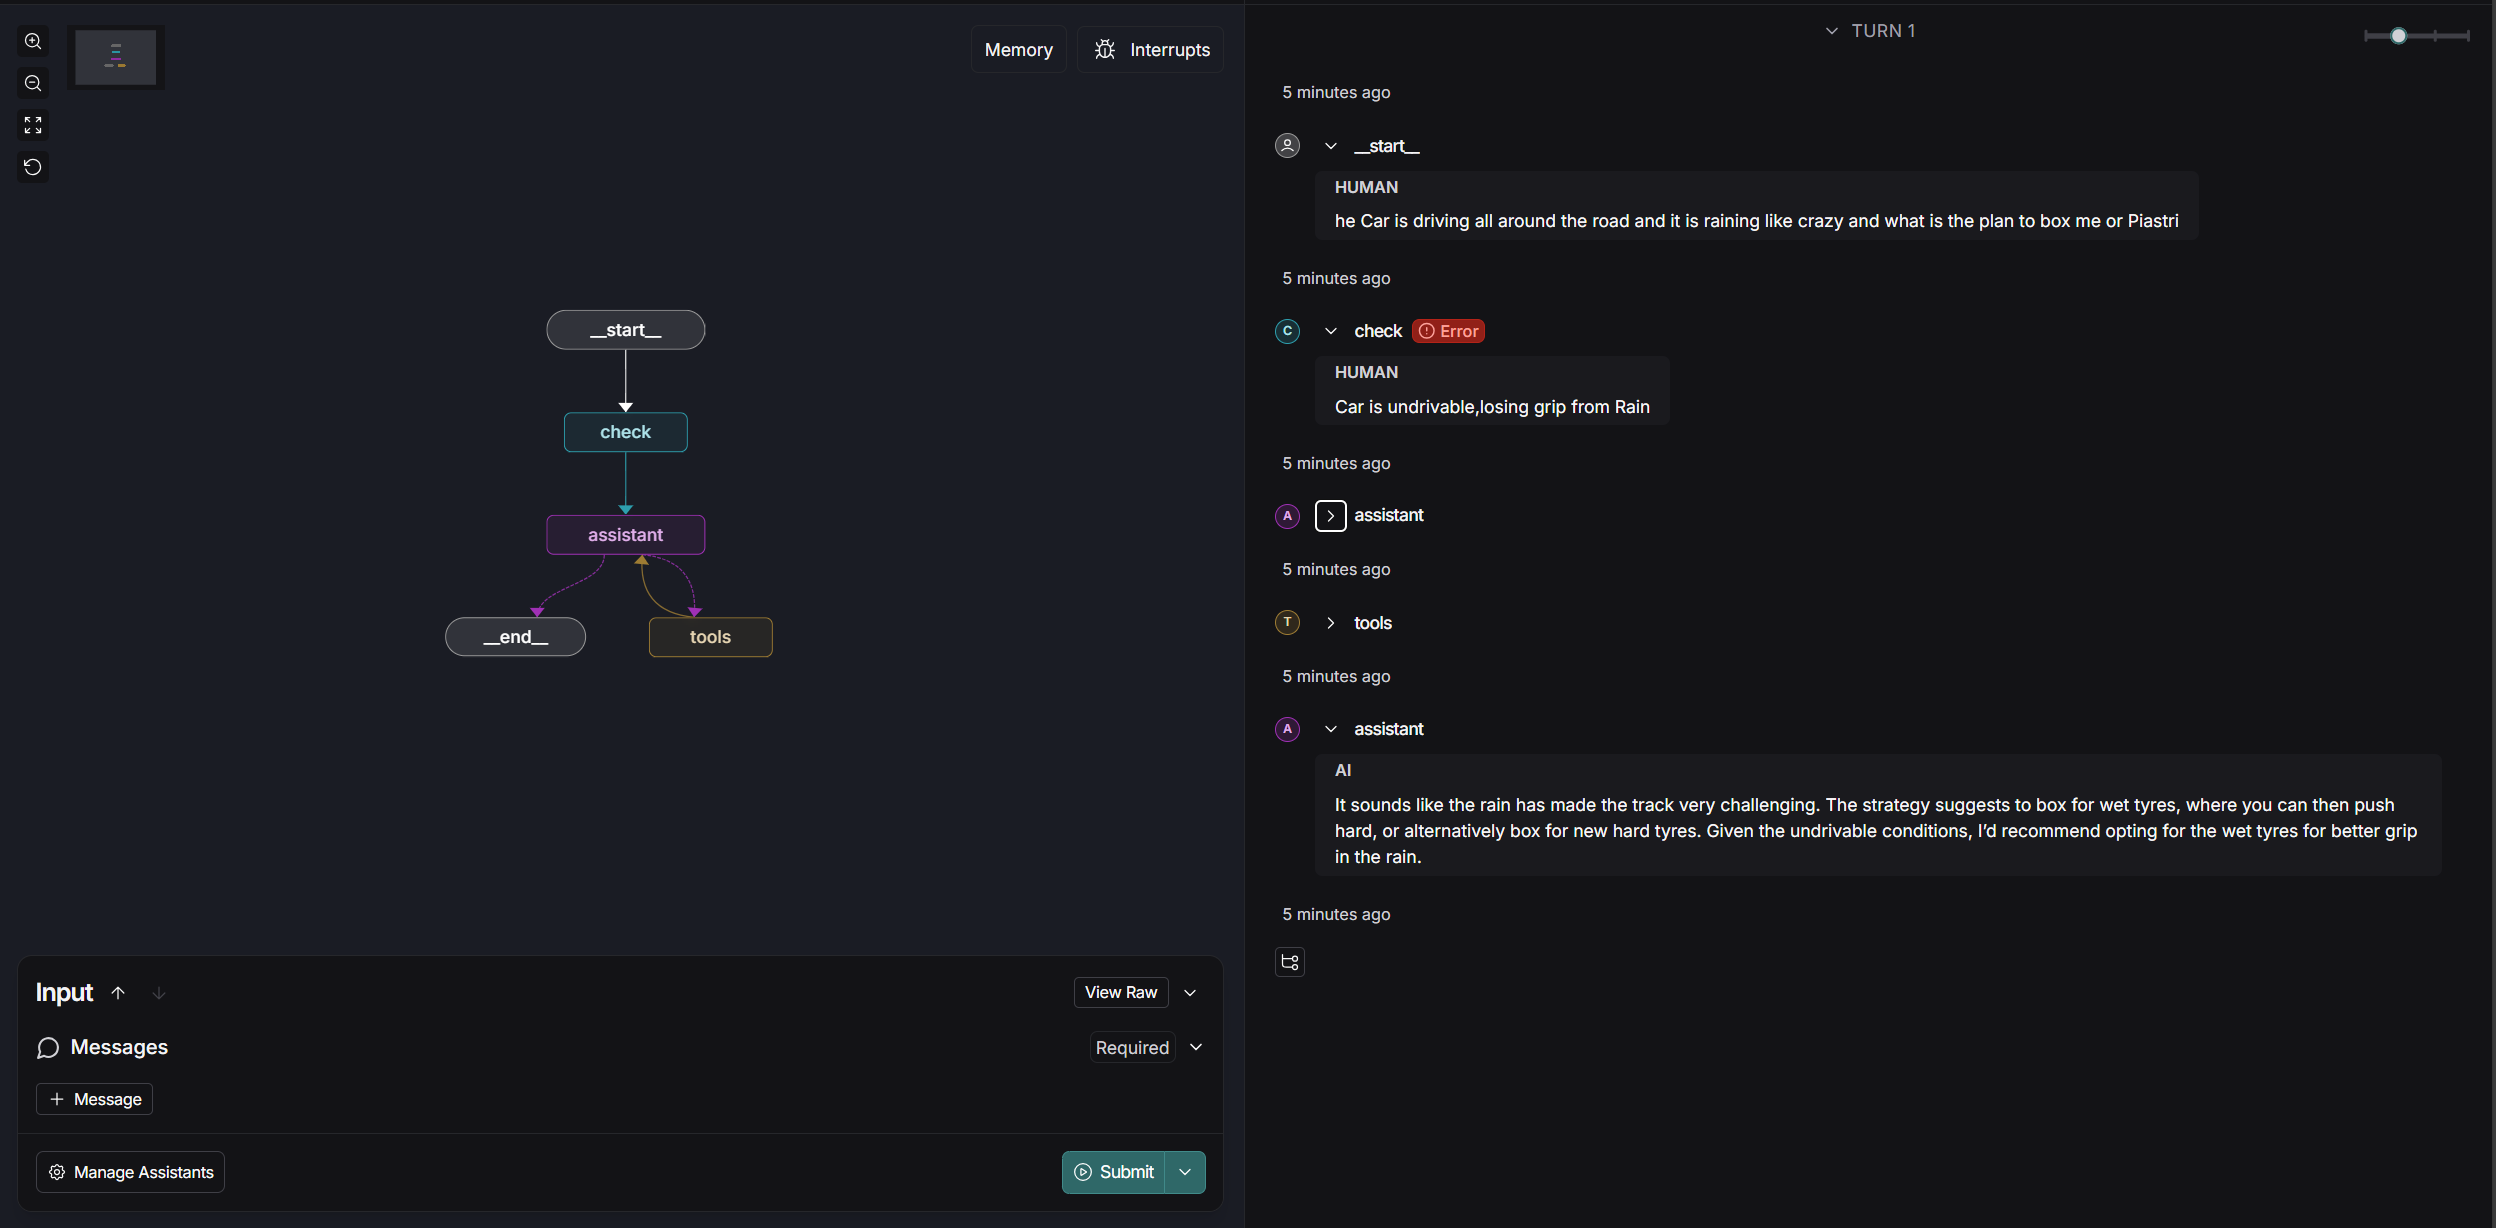 Memory
Interrupts
__start__
check
assistant
__end__
tools
Input
View Raw
Messages
Required
Message
Manage Assistants
Submit
TURN 1
5 minutes ago
__start__
HUMAN
he Car is driving all around the road and it is raining like crazy and what is the plan to box me or Piastri
5 minutes ago
C
check
Error
HUMAN
Car is undrivable,losing grip from Rain
5 minutes ago
A
assistant
5 minutes ago
T
tools
5 minutes ago
A
assistant
AI
It sounds like the rain has made the track very challenging. The strategy suggests to box for wet tyres, where you can then push
hard, or alternatively box for new hard tyres. Given the undrivable conditions, I’d recommend opting for the wet tyres for better grip
in the rain.
5 minutes ago